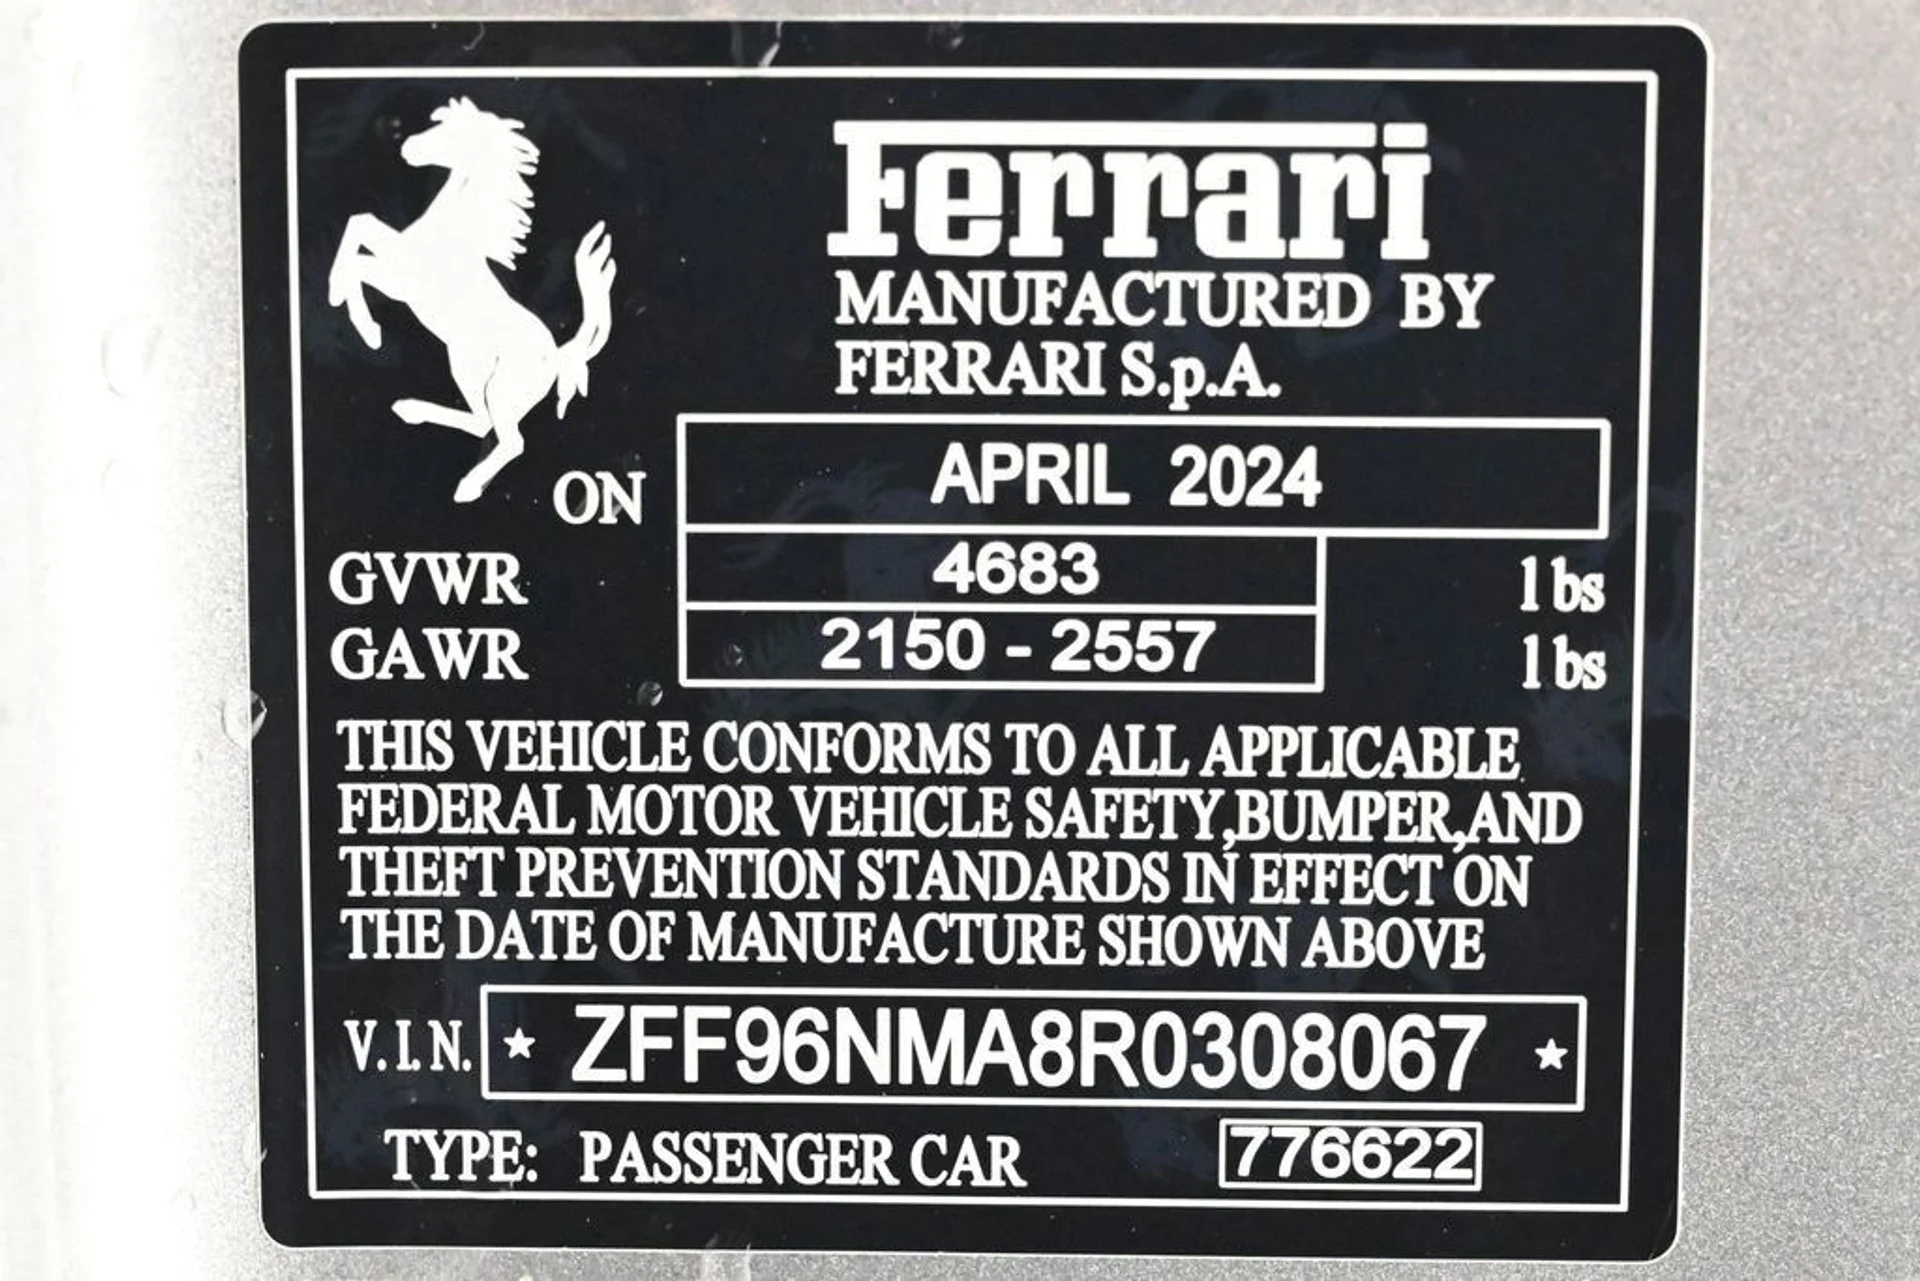 Ferrari
MANUFACTURED BY
FERRARI S.p.A.
ON APRIL 2024
GVWR 4683 lbs
GAWR 2150 - 2557 lbs
THIS VEHICLE CONFORMS TO ALL APPLICABLE
FEDERAL MOTOR VEHICLE SAFETY,BUMPER,AND
THEFT PREVENTION STANDARDS IN EFFECT ON
THE DATE OF MANUFACTURE SHOWN ABOVE
V.I.N. ★ ZFF96NMA8R0308067 ★
TYPE: PASSENGER CAR 776622